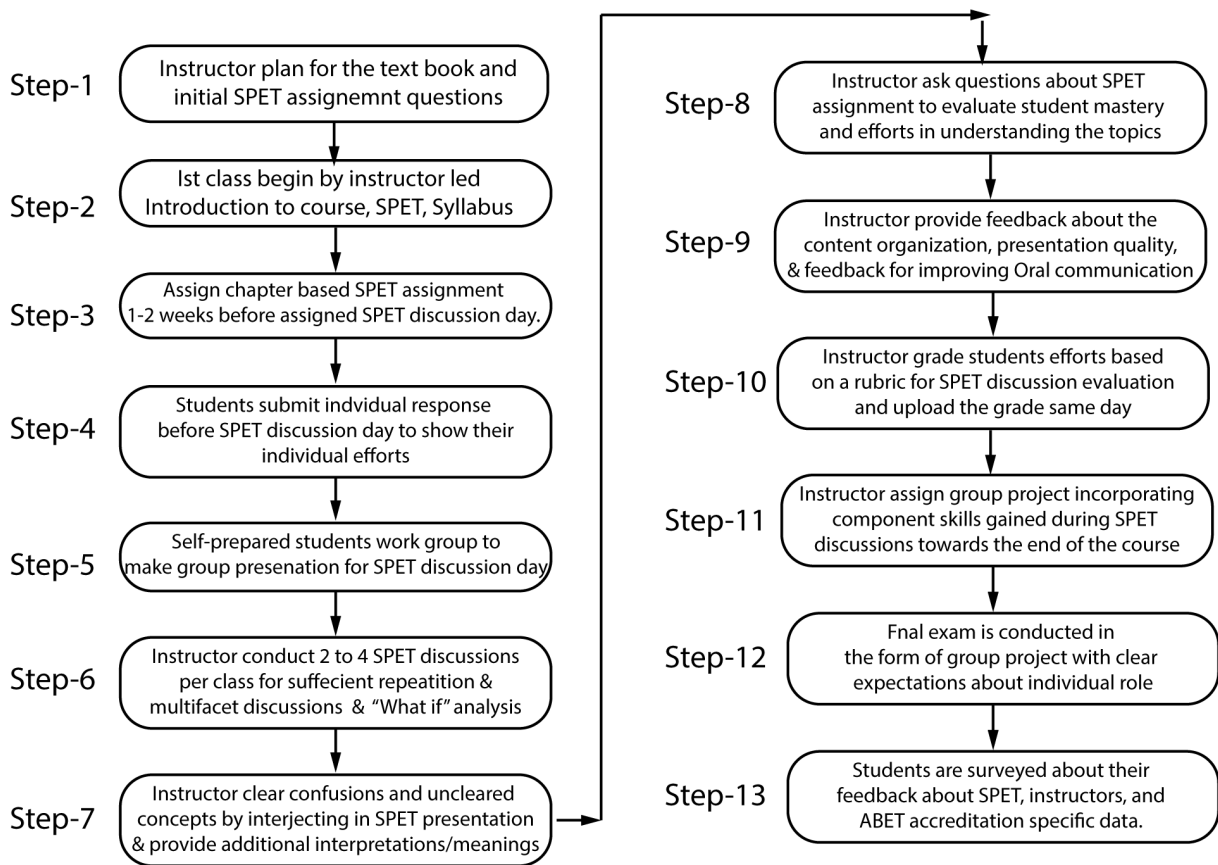 Step-1
Instructor plan for the text book and
initial SPET assignemnt questions
Step-2
Ist class begin by instructor led
Introduction to course, SPET, Syllabus
Step-3
Assign chapter based SPET assignment
1-2 weeks before assigned SPET discussion day.
Step-4
Students submit indvidual response
before SPET discussion day to show their
individual efforts
Step-5
Self-prepared students work group to
make group presenation for SPET discussion day
Step-6
Instructor conduct 2 to 4 SPET discussions
per class for suffecient repeatition &
multifacet discussions & “What if” analysis
Step-7
Instructor clear confusions and uncleared
concepts by interjecting in SPET presentation
& provide additional interpretations/meanings
Step-8
Instructor ask questions about SPET
assignment to evaluate student mastery
and efforts in understanding the topics
Step-9
Instructor provide feedback about the
content organization, presentation quality,
& feedback for improving Oral communication
Step-10
Instructor grade students efforts based
on a rubric for SPET discussion evaluation
and upload the grade same day
Step-11
Instructor assign group project incorporating
component skills gained during SPET
discussions towards the end of the course
Step-12
Fnal exam is conducted in
the form of group project with clear
expectations about individual role
Step-13
Students are surveyed about their
feedback about SPET, instructors, and
ABET accreditation specific data.